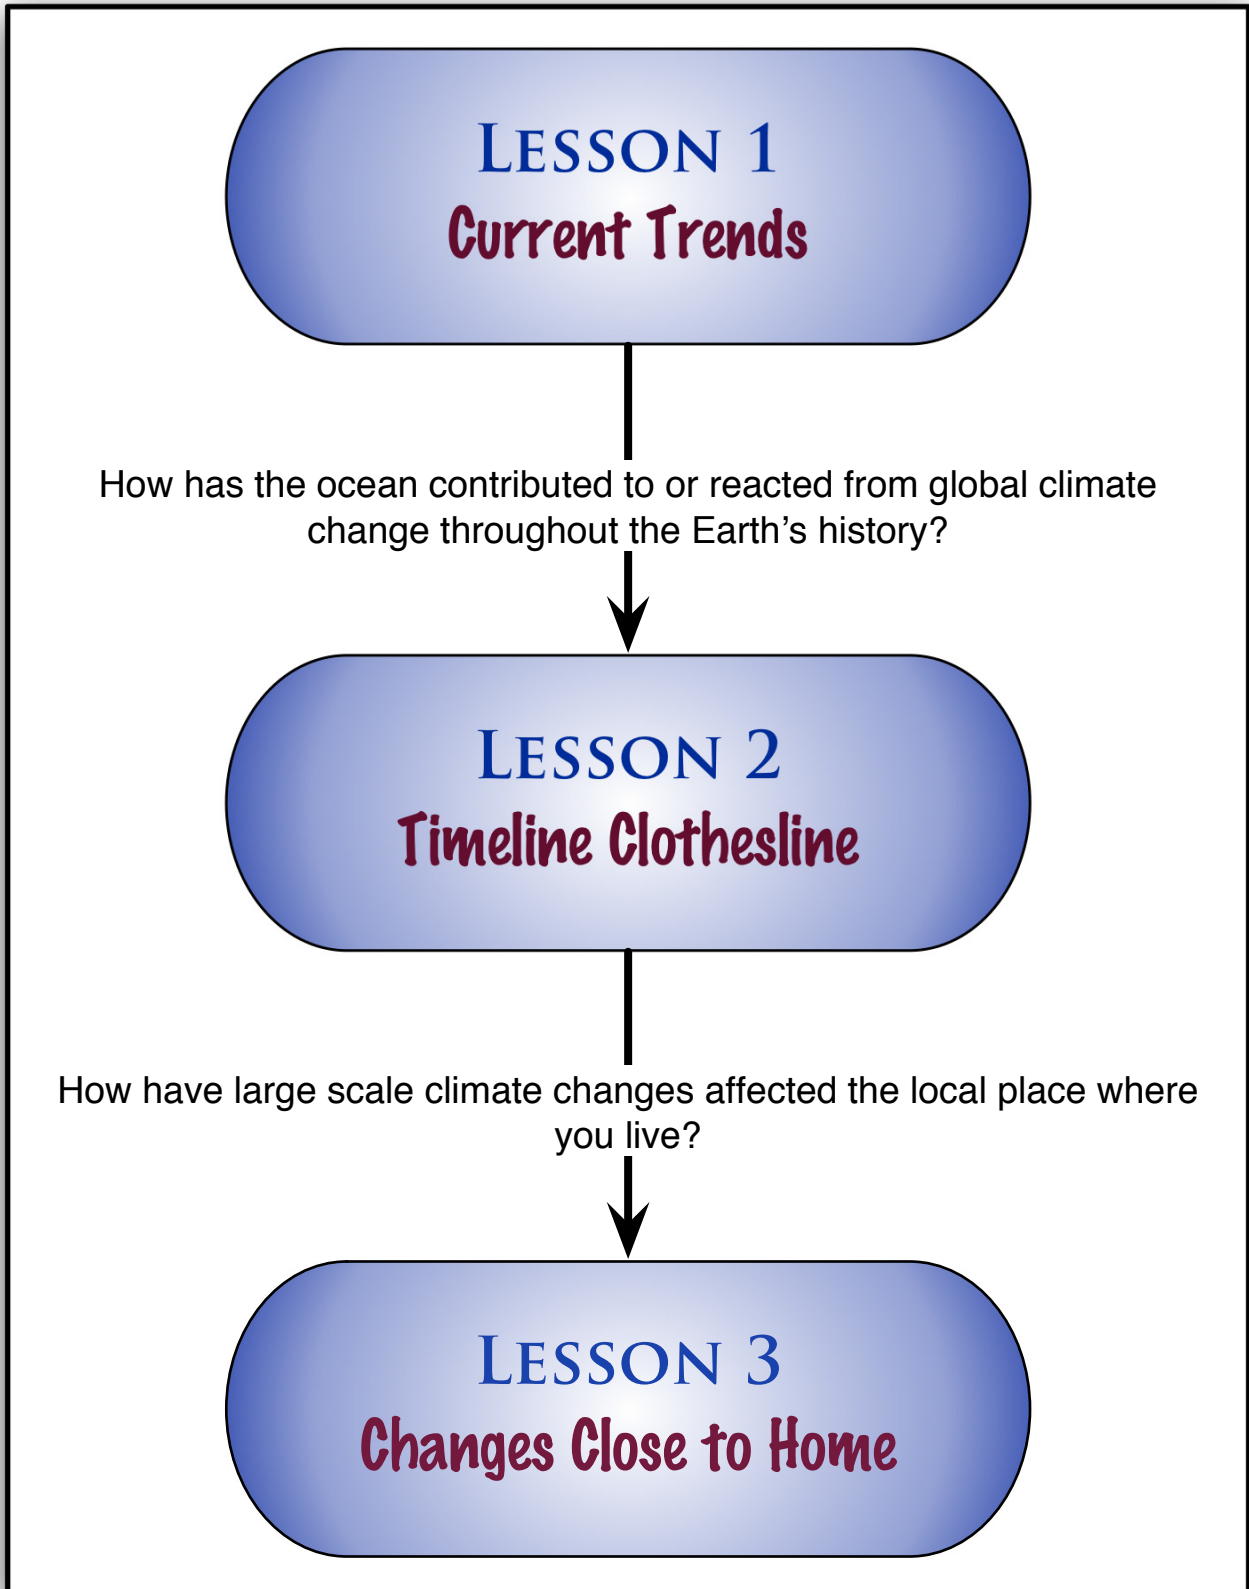 LESSON 1
Current Trends
How has the ocean contributed to or reacted from global climate
change throughout the Earth’s history?
LESSON 2
Timeline Clothesline
How have large scale climate changes affected the local place where
you live?
LESSON 3
Changes Close to Home